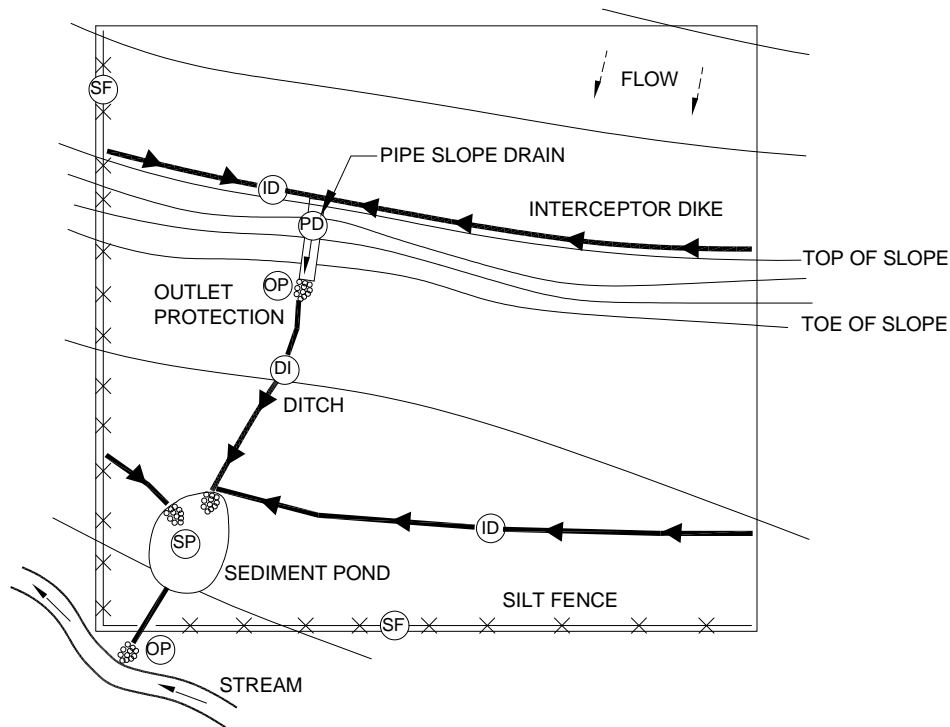 FLOW
SF
PIPE SLOPE DRAIN
ID
INTERCEPTOR DIKE
PD
TOP OF SLOPE
OP
OUTLET
PROTECTION
TOE OF SLOPE
DI
DITCH
ID
SP
SEDIMENT POND
SILT FENCE
SF
OP
STREAM